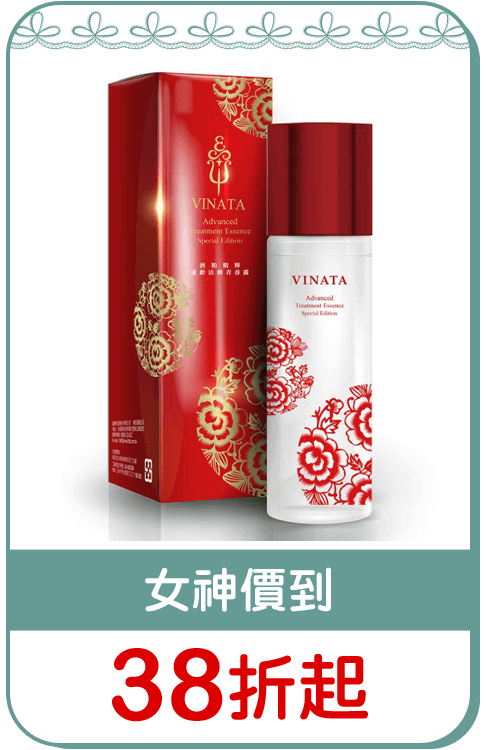 VINATA
Advanced
Treatment Essence
Special Edition
VINATA
Advanced
Treatment Essence
Special Edition
女神價到
38折起